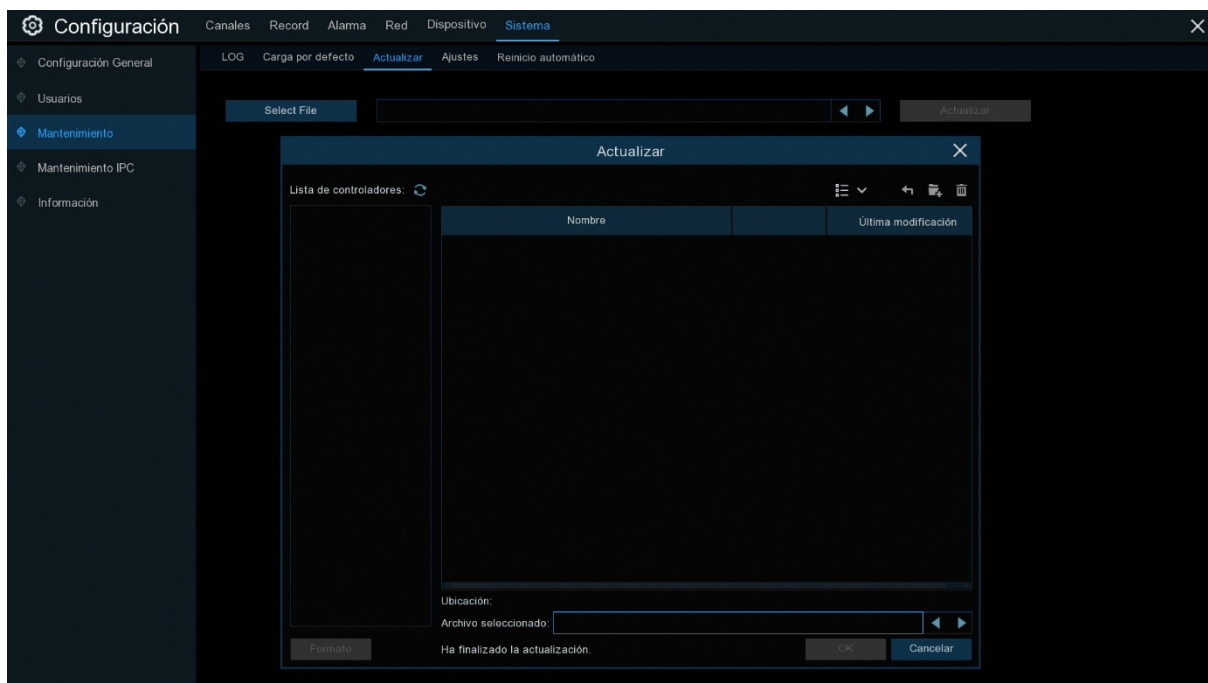 Configuración Canales Record Alarma Red Dispositivo Sistema
Configuración General
Usuarios
Mantenimiento
Mantenimiento IPC
Información
LOG Carga por defecto Actualizar Ajustes Reinicio automático
Select File Actualizar
Actualizar
Lista de controladores:
Nombre Última modificación
Ubicación:
Archivo seleccionado:
Formato Ha finalizado la actualización. OK Cancelar